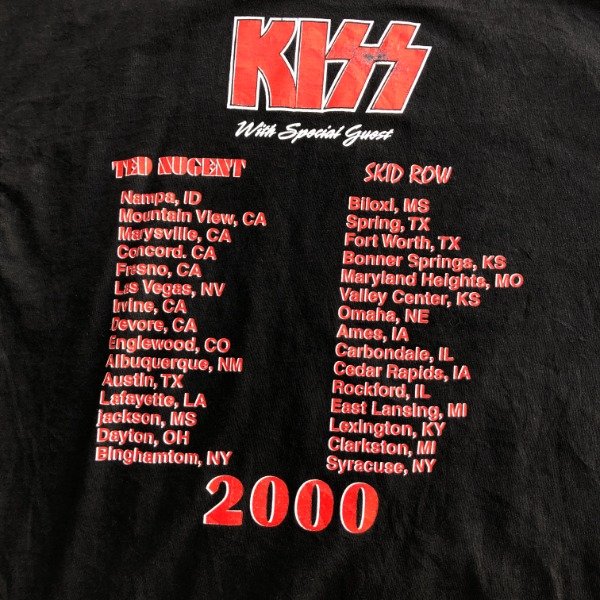 KISS
With Special Guest
TED NUGENT
Nampa, ID
Mountain View, CA
Marysville, CA
Concord. CA
Fresno, CA
Las Vegas, NV
Irvine, CA
Devore, CA
Englewood, CO
Albuquerque, NM
Austin, TX
Lafayette, LA
Jackson, MS
Dayton, OH
Binghamtom, NY
SKID ROW
Biloxi, MS
Spring, TX
Fort Worth, TX
Bonner Springs, KS
Maryland Heights, MO
Valley Center, KS
Omaha, NE
Ames, IA
Carbondale, IL
Cedar Rapids, IA
Rockford, IL
East Lansing, MI
Lexington, KY
Clarkston, MI
Syracuse, NY
2000